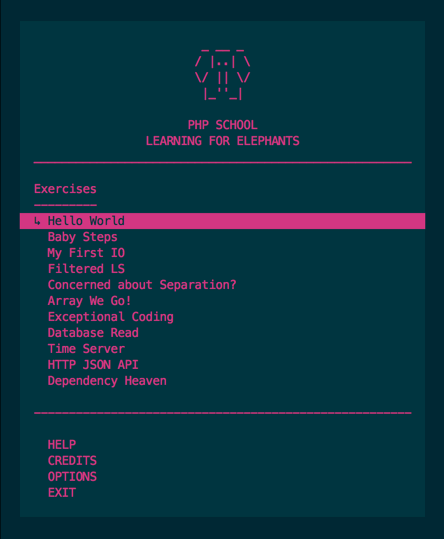 PHP SCHOOL
LEARNING FOR ELEPHANTS
Exercises
↳ Hello World
Baby Steps
My First IO
Filtered LS
Concerned about Separation?
Array We Go!
Exceptional Coding
Database Read
Time Server
HTTP JSON API
Dependency Heaven
HELP
CREDITS
OPTIONS
EXIT